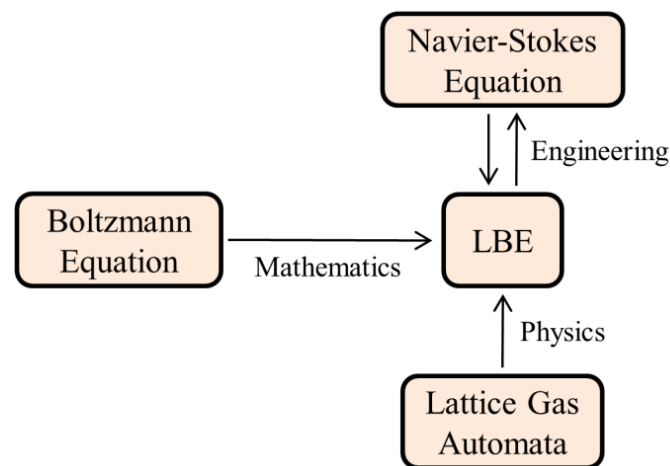 Navier-Stokes
Equation
Engineering
Boltzmann
Equation
LBE
Mathematics
Physics
Lattice Gas
Automata